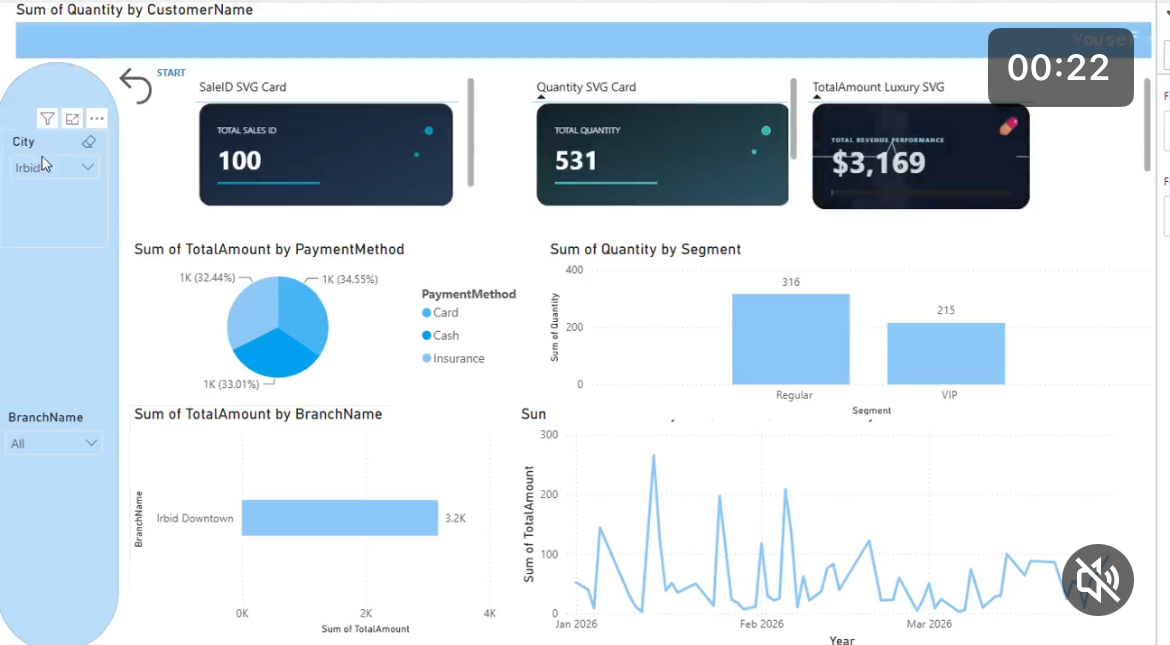 Sum of Quantity by CustomerName
00:22
START
City
Irbid
SaleID SVG Card
TOTAL SALES ID
100
Quantity SVG Card
TOTAL QUANTITY
531
TotalAmount Luxury SVG
TOTAL REVENUE PERFORMANCE
$3,169
Sum of TotalAmount by PaymentMethod
1K (32.44%)
1K (34.55%)
1K (33.01%)
PaymentMethod
Card
Cash
Insurance
Sum of Quantity by Segment
400
200
0
Sum of Quantity
316
215
Regular
VIP
Segment
BranchName
All
Sum of TotalAmount by BranchName
BranchName
Irbid Downtown
3.2K
0K
2K
4K
Sum of TotalAmount
Sun
300
200
100
0
Sum of TotalAmount
Jan 2026
Feb 2026
Mar 2026
Year